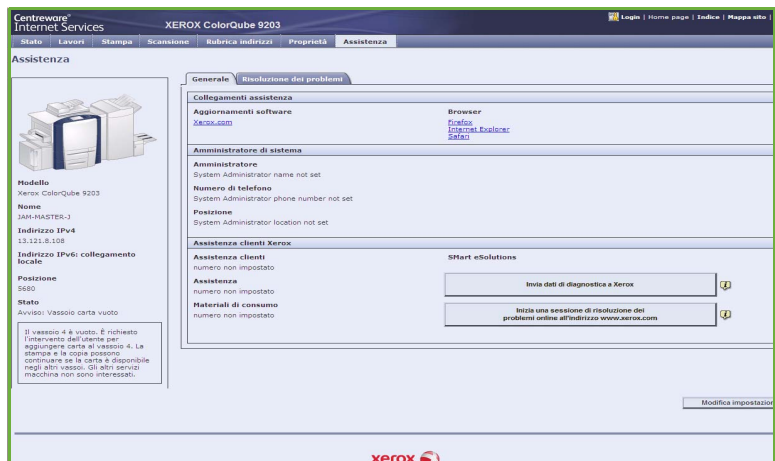 Centreware®
Internet Services
XEROX ColorQube 9203
Login | Home page | Indice | Mappa sito |
Stato Lavori Stampa Scansione Rubrica indirizzi Proprietà Assistenza
Assistenza
Generale Risoluzione dei problemi
Collegamenti assistenza
Aggiornamenti software Browser
Xerox.com Firefox
Internet Explorer
Safari
Amministratore di sistema
Amministratore
System Administrator name not set
Numero di telefono
System Administrator phone number not set
Posizione
System Administrator location not set
Assistenza clienti Xerox
Assistenza clienti SMart eSolutions
numero non impostato
Assistenza
numero non impostato
Invia dati di diagnostica a Xerox
Materiali di consumo
numero non impostato
Inizia una sessione di risoluzione dei
problemi online all'indirizzo www.xerox.com
Modello
Xerox ColorQube 9203
Nome
JAM-MASTER-J
Indirizzo IPv4
13.121.8.108
Indirizzo IPv6: collegamento
locale
Posizione
5680
Stato
Avviso: Vassoio carta vuoto
Il vassoio 4 è vuoto. È richiesto
l'intervento dell'utente per
aggiungere carta al vassoio 4. La
stampa e la copia possono
continuare se la carta è disponibile
negli altri vassoi. Gli altri servizi
macchina non sono interessati.
Modifica impostazion
xerox